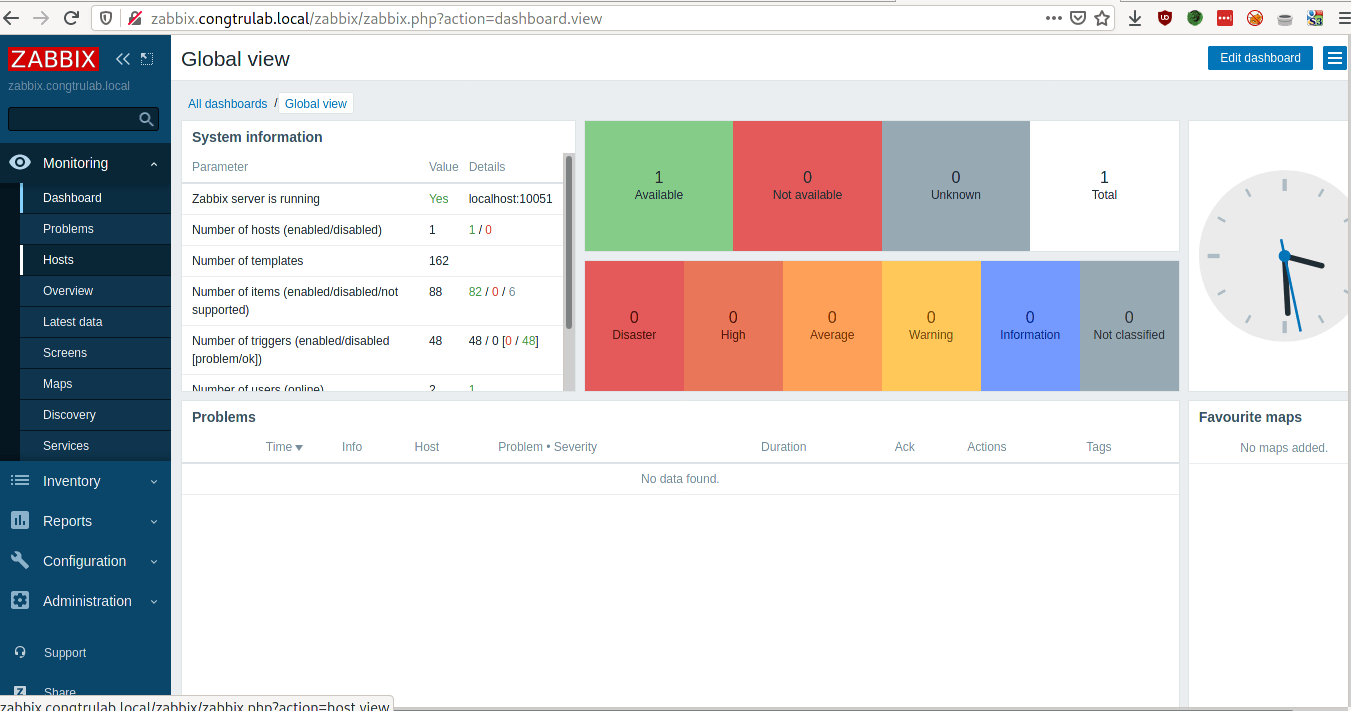 zabbix.congtrulab.local/zabbix/zabbix.php?action=dashboard.view
ZABBIX
zabbix.congtrulab.local
Monitoring
Dashboard
Problems
Hosts
Overview
Latest data
Screens
Maps
Discovery
Services
Inventory
Reports
Configuration
Administration
Support
Share
zabbix.congtrulab.local/zabbix/zabbix.php?action=host.view
Global view
Edit dashboard
All dashboards / Global view
System information
Parameter Value Details
Zabbix server is running Yes localhost:10051
Number of hosts (enabled/disabled) 1 1 / 0
Number of templates 162
Number of items (enabled/disabled/not
supported) 88 82 / 0 / 6
Number of triggers (enabled/disabled
[problem/ok]) 48 48 / 0 [0 / 48]
Number of users (online) 2 1
1
Available
0
Not available
0
Unknown
1
Total
0
Disaster
0
High
0
Average
0
Warning
0
Information
0
Not classified
Problems
Time Info Host Problem • Severity Duration Ack Actions Tags
No data found.
Favourite maps
No maps added.